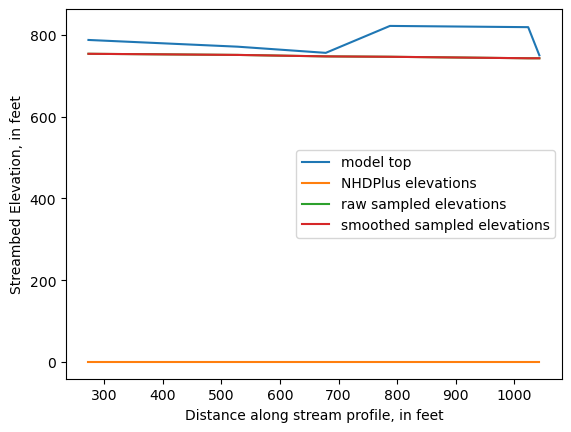 800
600
400
200
0
Streambed Elevation, in feet
model top
NHDPlus elevations
raw sampled elevations
smoothed sampled elevations
300 400 500 600 700 800 900 1000
Distance along stream profile, in feet